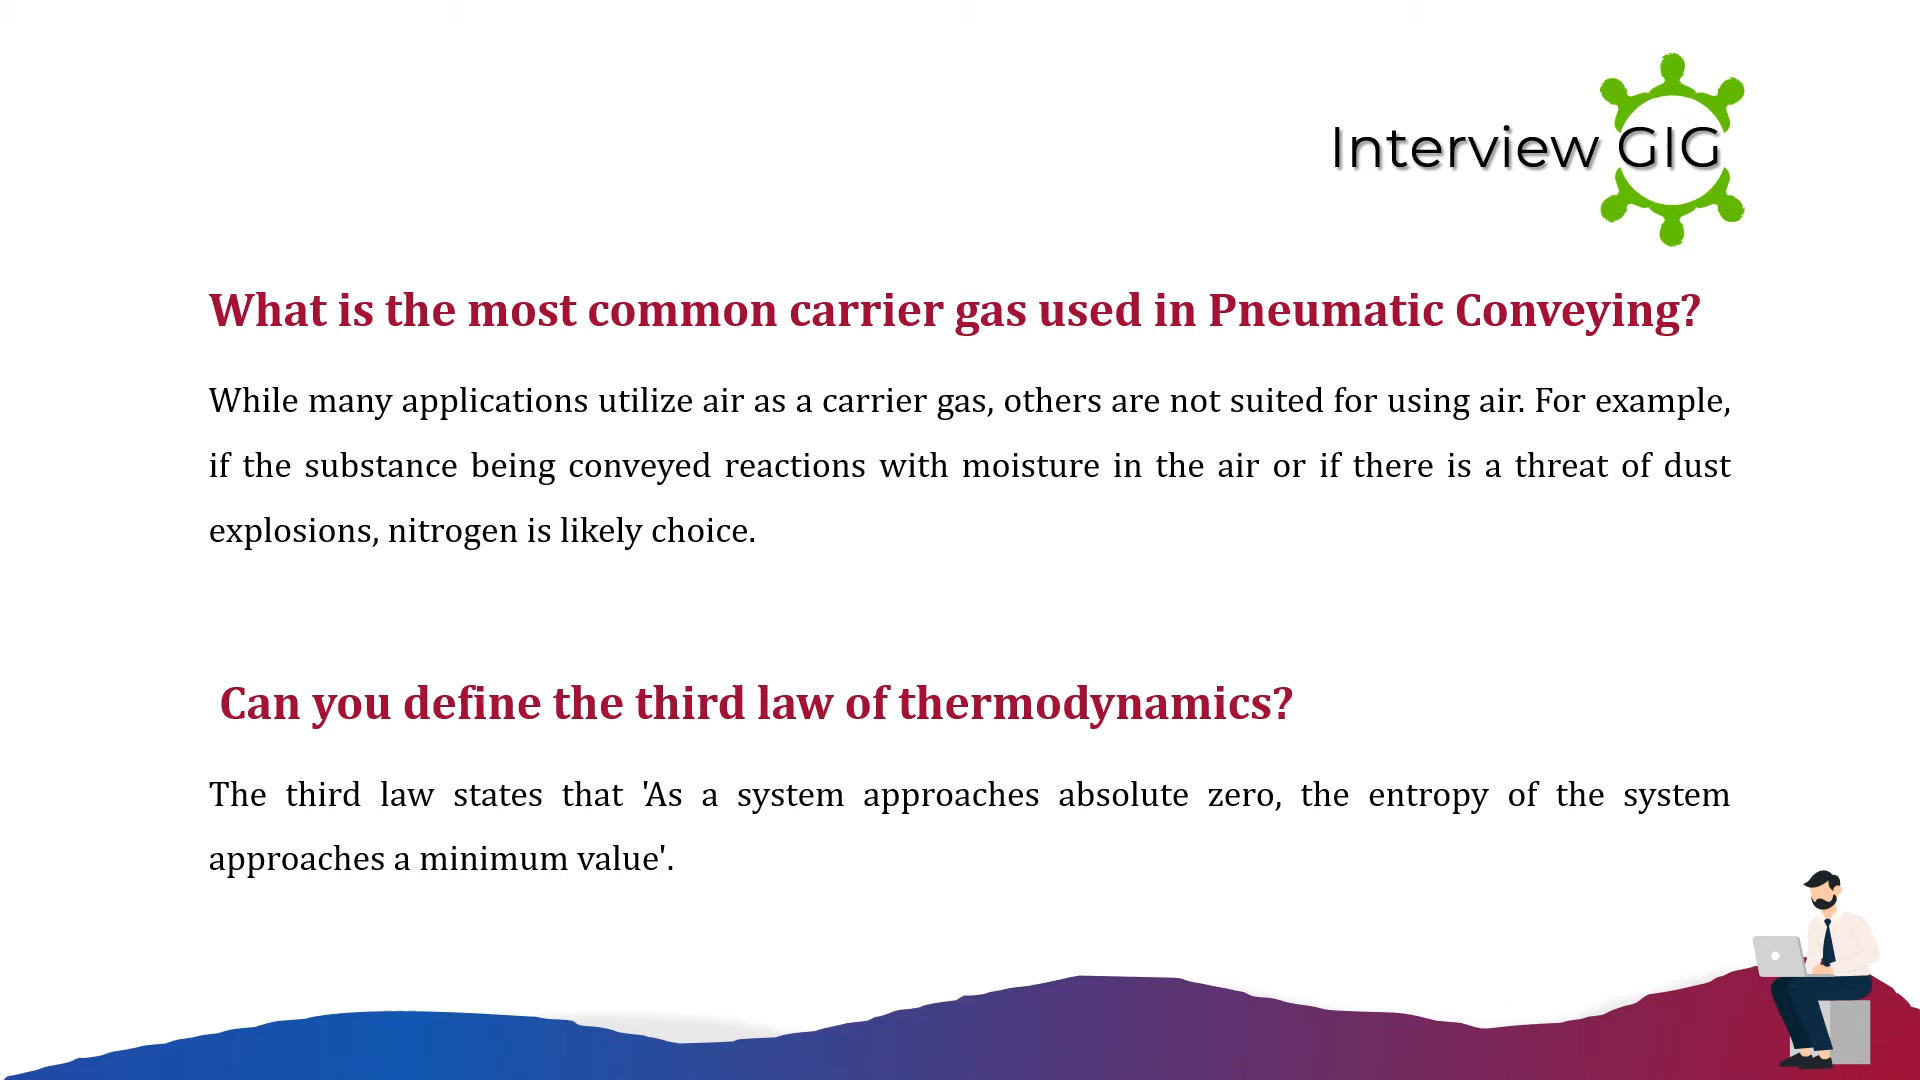 Interview GIG
What is the most common carrier gas used in Pneumatic Conveying?
While many applications utilize air as a carrier gas, others are not suited for using air. For example,
if the substance being conveyed reactions with moisture in the air or if there is a threat of dust
explosions, nitrogen is likely choice.
Can you define the third law of thermodynamics?
The third law states that 'As a system approaches absolute zero, the entropy of the system
approaches a minimum value'.